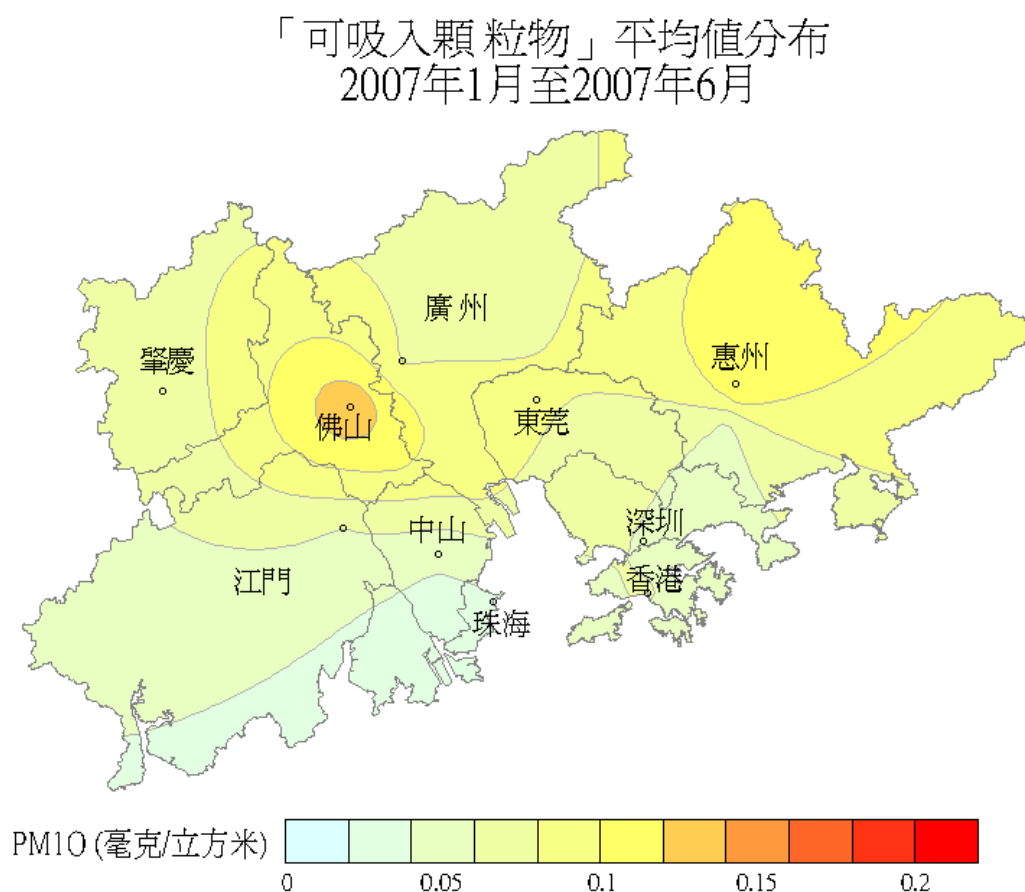 「可吸入顆粒物」平均值分布
2007年1月至2007年6月
廣州
惠州
肇慶
佛山
東莞
深圳
中山
香港
江門
珠海
PM10 (毫克/立方米)
0 0.05 0.1 0.15 0.2